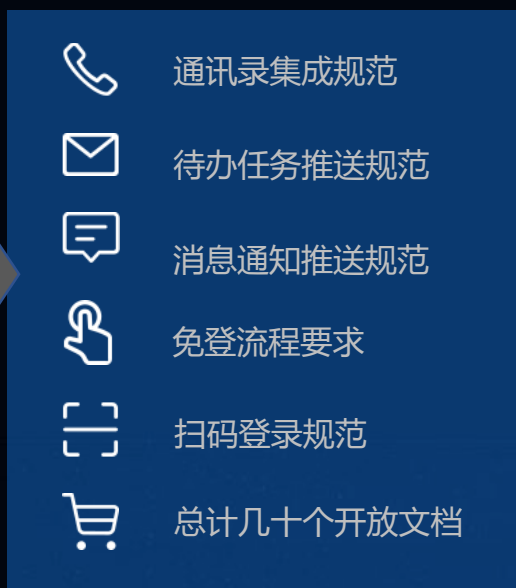 通讯录集成规范
待办任务推送规范
消息通知推送规范
免登流程要求
扫码登录规范
总计几十个开放文档